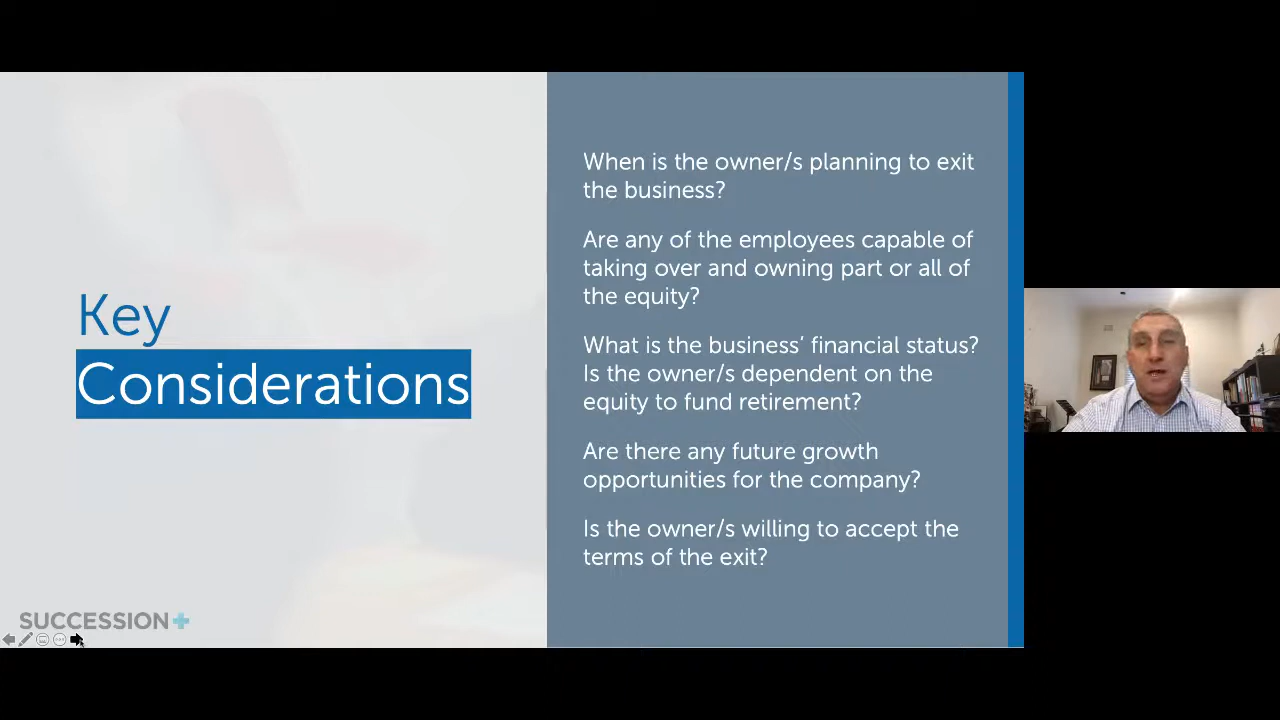 Key
Considerations
When is the owner/s planning to exit
the business?
Are any of the employees capable of
taking over and owning part or all of
the equity?
What is the business’ financial status?
Is the owner/s dependent on the
equity to fund retirement?
Are there any future growth
opportunities for the company?
Is the owner/s willing to accept the
terms of the exit?
SUCCESSION+